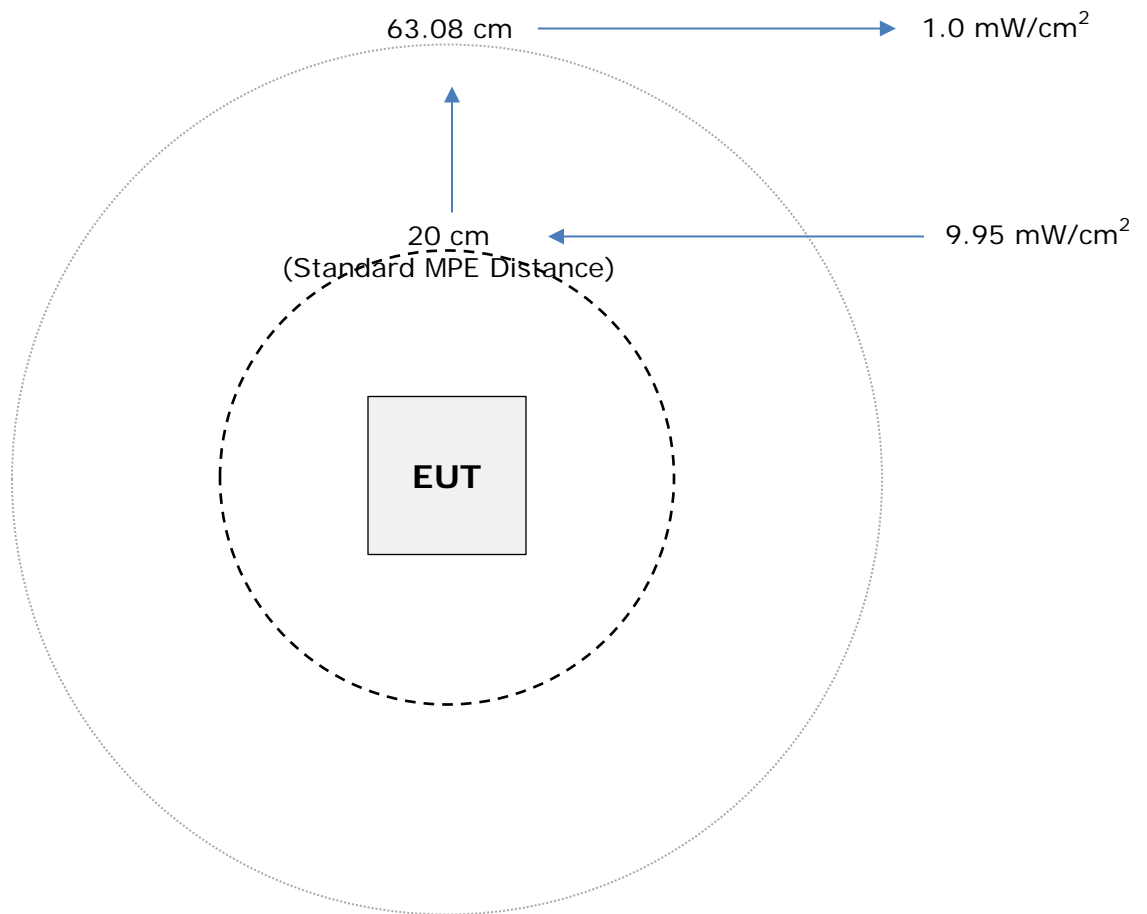 63.08 cm
1.0 mW/cm²
20 cm
9.95 mW/cm²
(Standard MPE Distance)
EUT